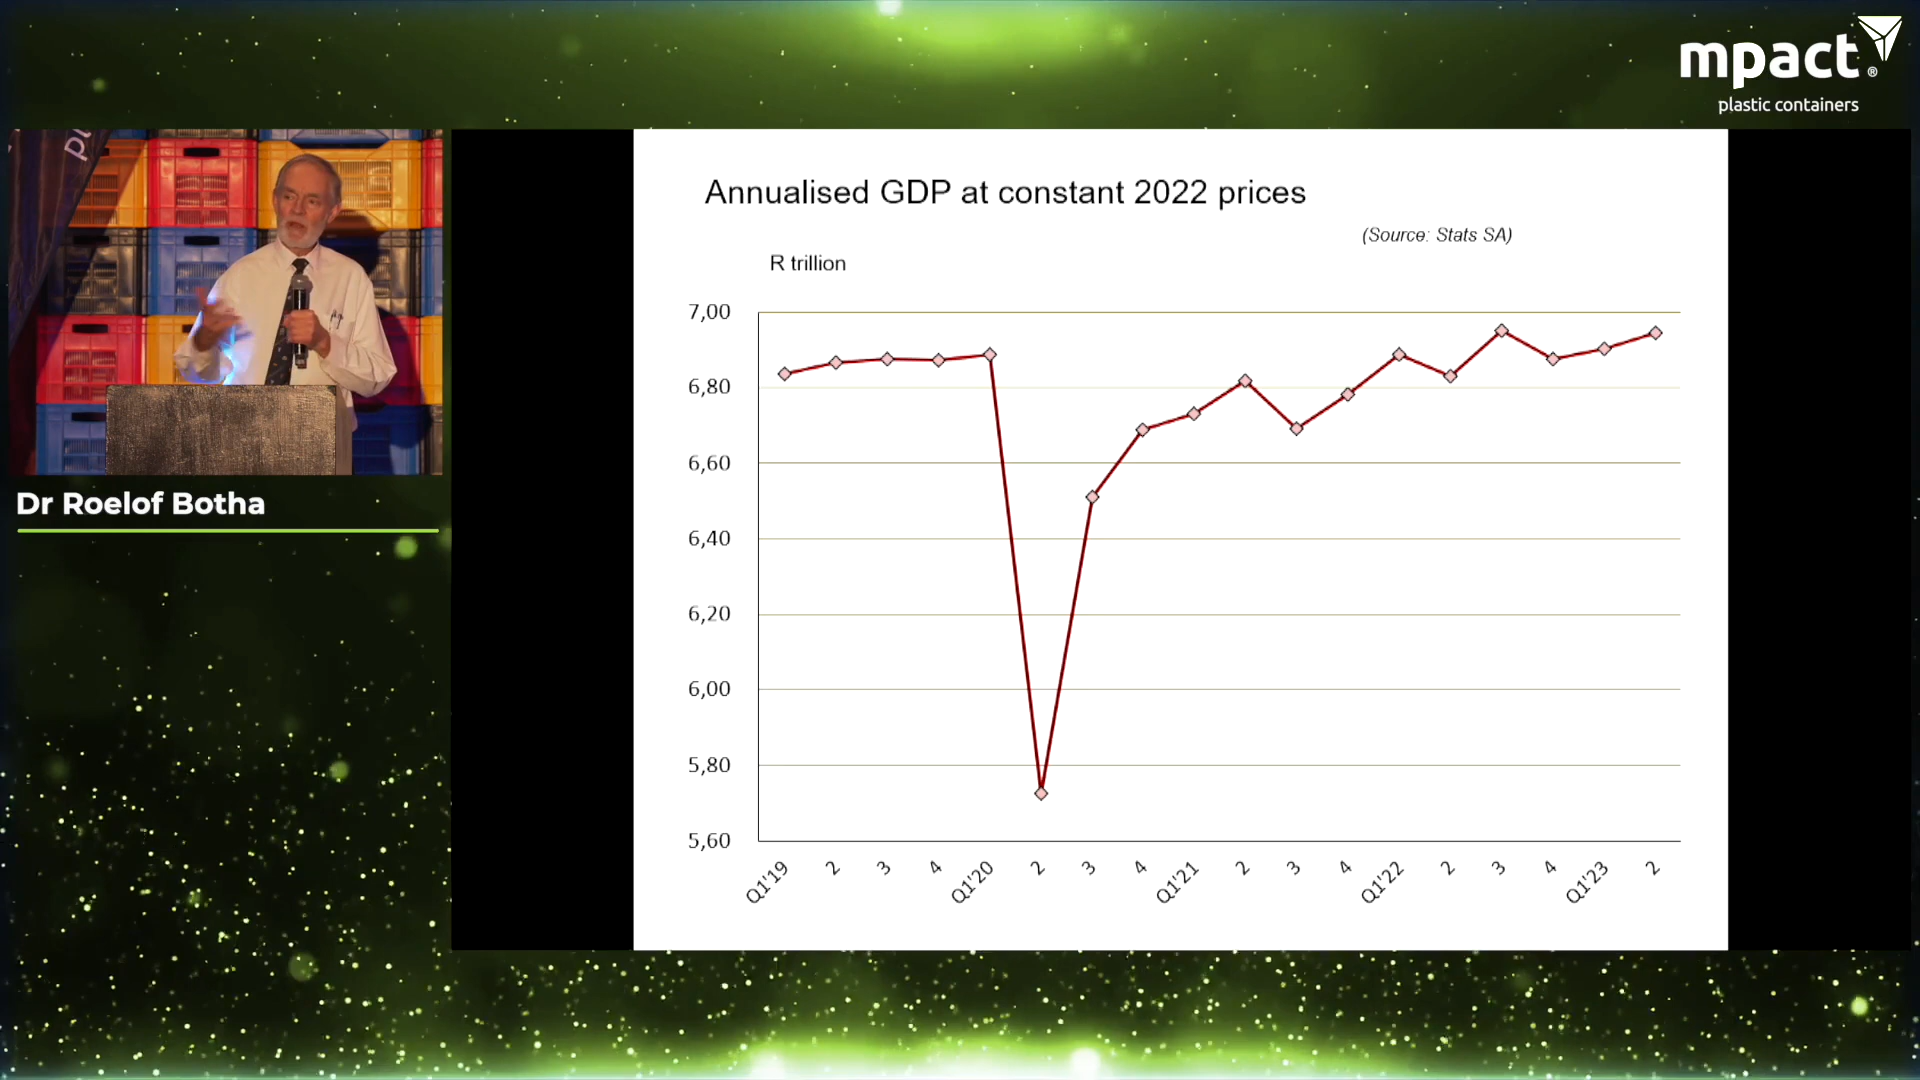 mpact®
plastic containers
Dr Roelof Botha
Annualised GDP at constant 2022 prices
(Source: Stats SA)
R trillion
7,00
6,80
6,60
6,40
6,20
6,00
5,80
5,60
Q1'19 2 3 4 Q1'20 2 3 4 Q1'21 2 3 4 Q1'22 2 3 4 Q1'23 2